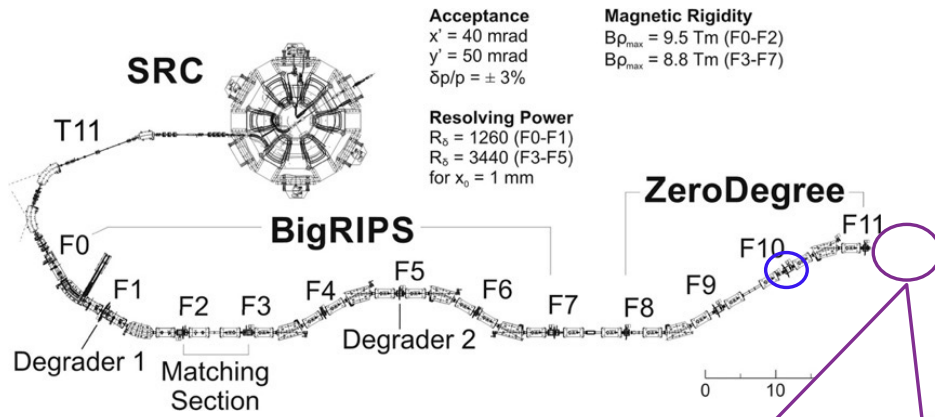 Acceptance
x' = 40 mrad
y' = 50 mrad
δp/p = ± 3%
Magnetic Rigidity
Bρmax = 9.5 Tm (F0-F2)
Bρmax = 8.8 Tm (F3-F7)
SRC
Resolving Power
Rδ = 1260 (F0-F1)
Rδ = 3440 (F3-F5)
for x₀ = 1 mm
T11
ZeroDegree
BigRIPS
F0
F1
F2
F3
F4
F5
F6
F7
F8
F9
F10
F11
Degrader 1
Degrader 2
Matching
Section
0
10